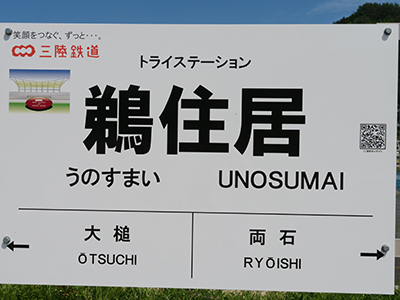 笑顔をつなぐ、ずっと・・・。
三陸鉄道
トライステーション
鵜住居
うのすまい UNOSUMAI
大槌 両石
ŌTSUCHI RYŌISHI